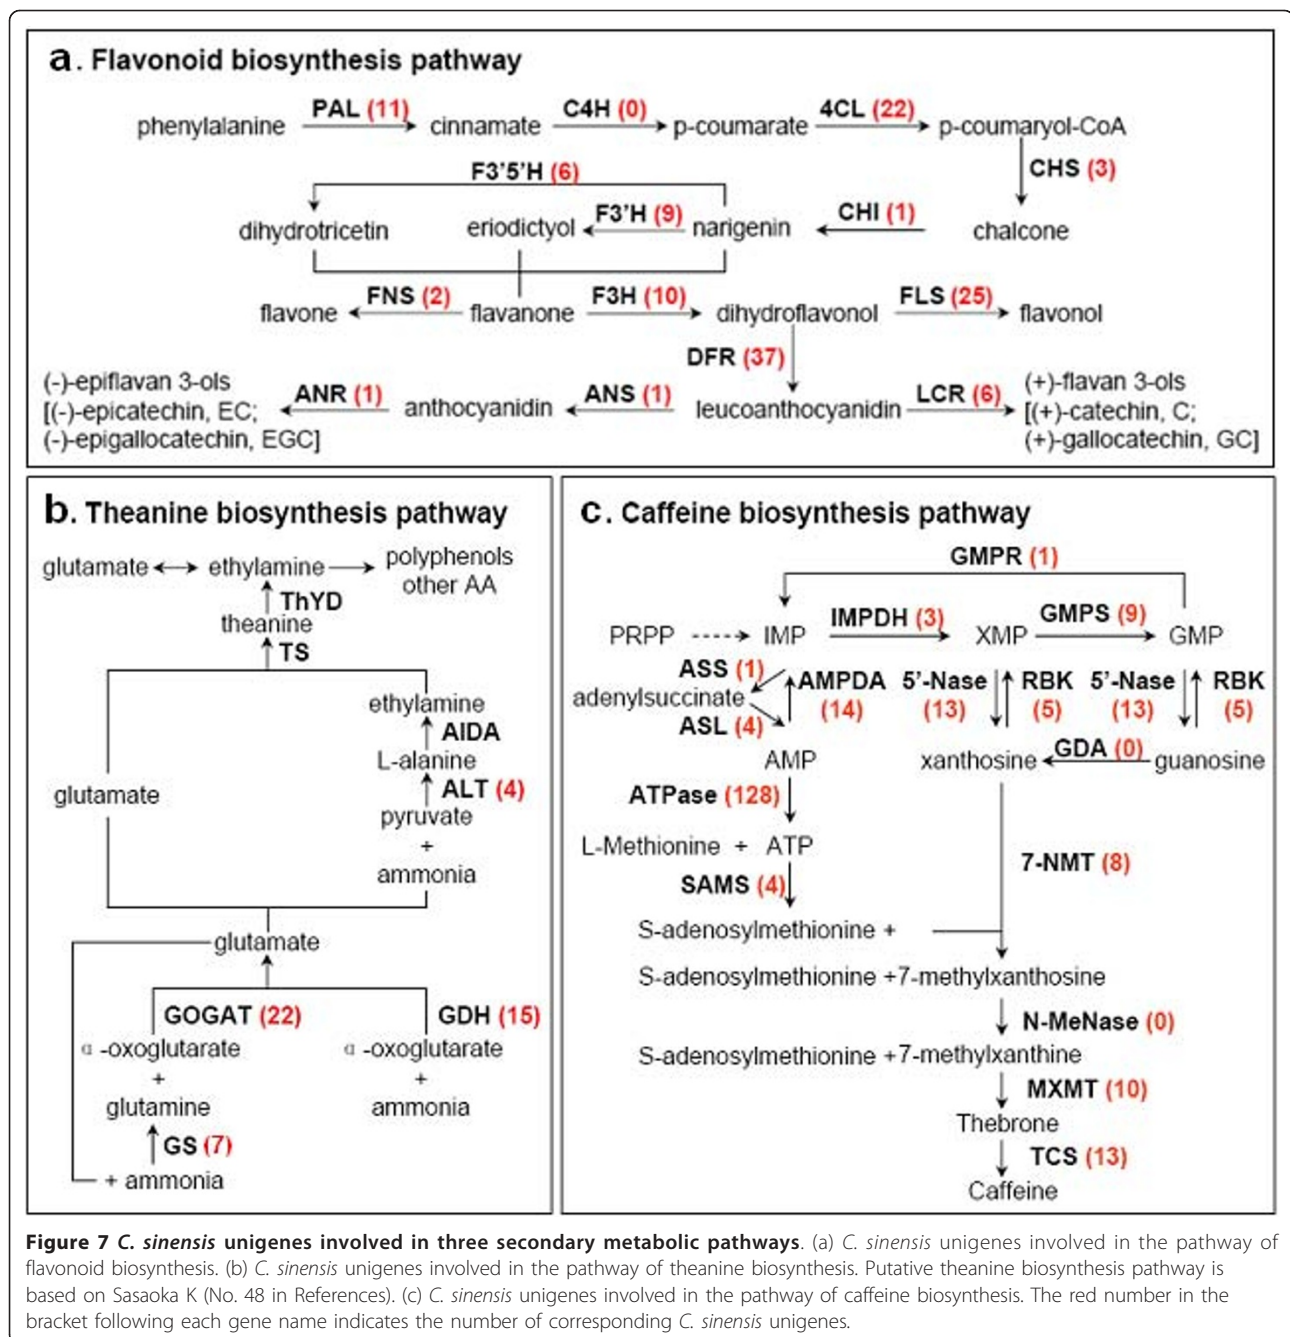 a. Flavonoid biosynthesis pathway
phenylalanine PAL (11) cinnamate C4H (0) p-coumarate 4CL (22) p-coumaryol-CoA
CHS (3)
F3'5'H (6)
dihydrotricetin eriodictyol F3'H (9) narigenin CHI (1) chalcone
flavone FNS (2) flavanone F3H (10) dihydroflavonol FLS (25) flavonol
DFR (37)
(-)-epiflavan 3-ols
[(-)-epicatechin, EC;
(-)-epigallocatechin, EGC]
ANR (1) anthocyanidin ANS (1) leucoanthocyanidin LCR (6)
(+)-flavan 3-ols
[(+)-catechin, C;
(+)-gallocatechin, GC]
b. Theanine biosynthesis pathway
glutamate ethylamine polyphenols
other AA
ThYD
theanine
TS
ethylamine
AIDA
L-alanine
glutamate
ALT (4)
pyruvate
+
ammonia
glutamate
GOGAT (22) GDH (15)
α-oxoglutarate α-oxoglutarate
+ +
glutamine ammonia
GS (7)
+ ammonia
c. Caffeine biosynthesis pathway
GMPR (1)
PRPP IMP IMPDH (3) XMP GMPS (9) GMP
ASS (1)
adenylsuccinate
ASL (4)
AMPDA
(14)
5'-Nase
(13)
RBK
(5)
5'-Nase
(13)
RBK
(5)
AMP xanthosine GDA (0) guanosine
ATPase (128)
L-Methionine + ATP
SAMS (4)
7-NMT (8)
S-adenosylmethionine +
S-adenosylmethionine +7-methylxanthosine
N-MeNase (0)
S-adenosylmethionine +7-methylxanthine
MXMT (10)
Thebrone
TCS (13)
Caffeine
Figure 7 C. sinensis unigenes involved in three secondary metabolic pathways. (a) C. sinensis unigenes involved in the pathway of
flavonoid biosynthesis. (b) C. sinensis unigenes involved in the pathway of theanine biosynthesis. Putative theanine biosynthesis pathway is
based on Sasaoka K (No. 48 in References). (c) C. sinensis unigenes involved in the pathway of caffeine biosynthesis. The red number in the
bracket following each gene name indicates the number of corresponding C. sinensis unigenes.